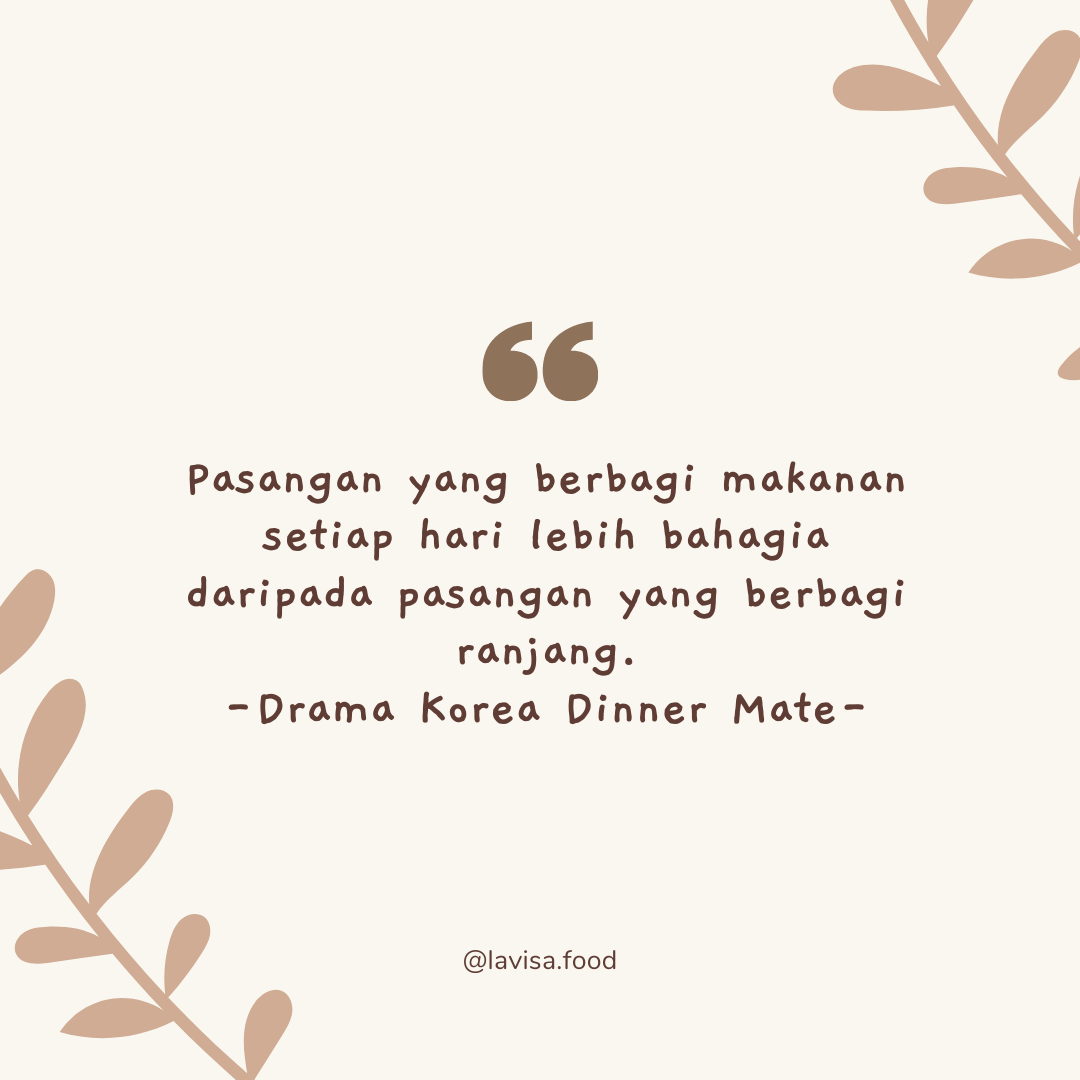 “
Pasangan yang berbagi makanan
setiap hari lebih bahagia
daripada pasangan yang berbagi
ranjang.
-Drama Korea Dinner Mate-
@lavisa.food